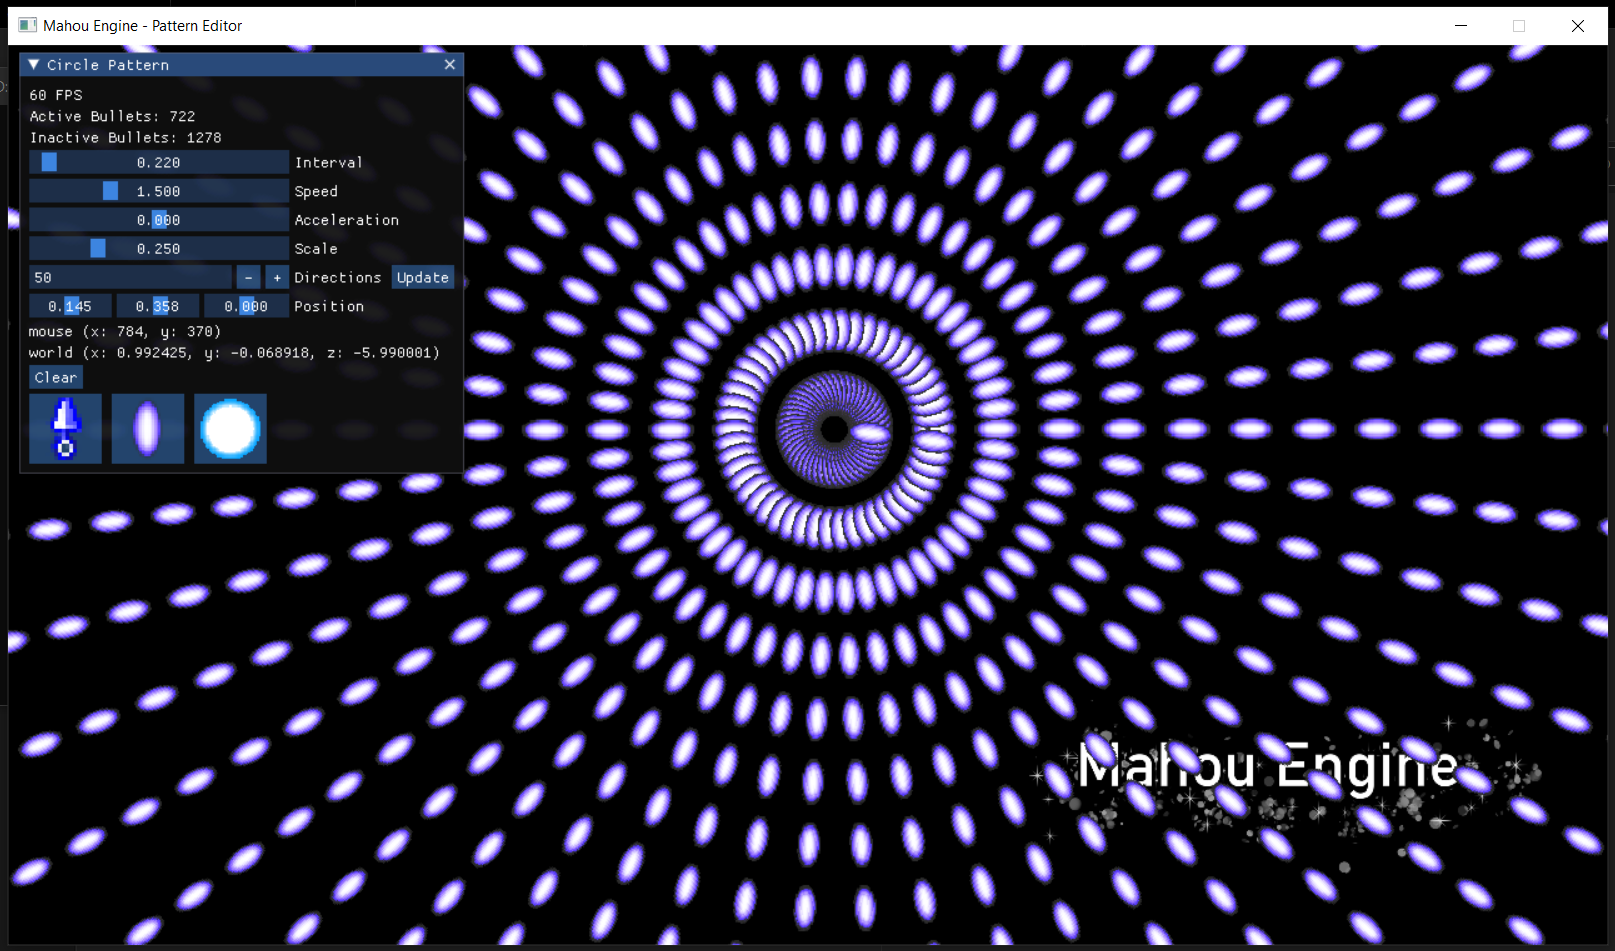 Mahou Engine - Pattern Editor
Circle Pattern
60 FPS
Active Bullets: 722
Inactive Bullets: 1278
0.220 Interval
1.500 Speed
0.000 Acceleration
0.250 Scale
50 - + Directions Update
0.145 0.358 0.000 Position
mouse (x: 784, y: 370)
world (x: 0.992425, y: -0.068918, z: -5.990001)
Clear
Mahou Engine